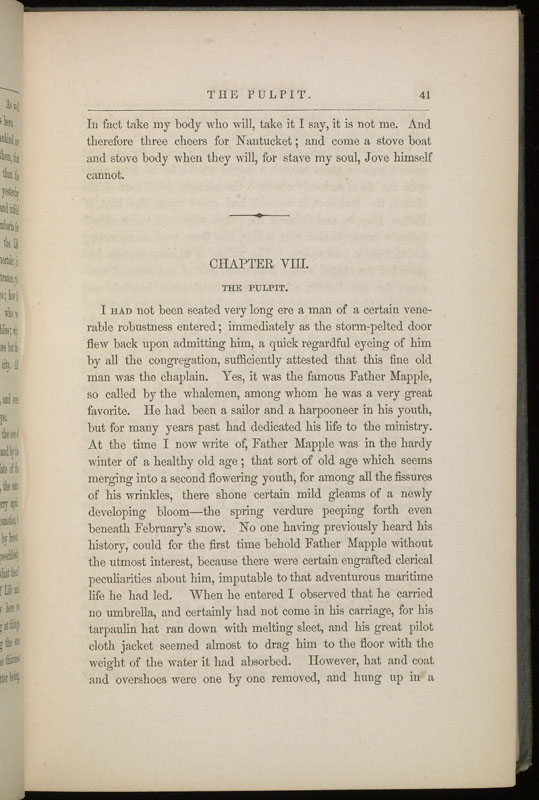 THE PULPIT. 41
In fact take my body who will, take it I say, it is not me. And
therefore three cheers for Nantucket; and come a stove boat
and stove body when they will, for stave my soul, Jove himself
cannot.
CHAPTER VIII.
THE PULPIT.
I HAD not been seated very long ere a man of a certain vene-
rable robustness entered; immediately as the storm-pelted door
flew back upon admitting him, a quick regardful eyeing of him
by all the congregation, sufficiently attested that this fine old
man was the chaplain. Yes, it was the famous Father Mapple,
so called by the whalemen, among whom he was a very great
favorite. He had been a sailor and a harpooneer in his youth,
but for many years past had dedicated his life to the ministry.
At the time I now write of, Father Mapple was in the hardy
winter of a healthy old age; that sort of old age which seems
merging into a second flowering youth, for among all the fissures
of his wrinkles, there shone certain mild gleams of a newly
developing bloom—the spring verdure peeping forth even
beneath February's snow. No one having previously heard his
history, could for the first time behold Father Mapple without
the utmost interest, because there were certain engrafted clerical
peculiarities about him, imputable to that adventurous maritime
life he had led. When he entered I observed that he carried
no umbrella, and certainly had not come in his carriage, for his
tarpaulin hat ran down with melting sleet, and his great pilot
cloth jacket seemed almost to drag him to the floor with the
weight of the water it had absorbed. However, hat and coat
and overshoes were one by one removed, and hung up in a